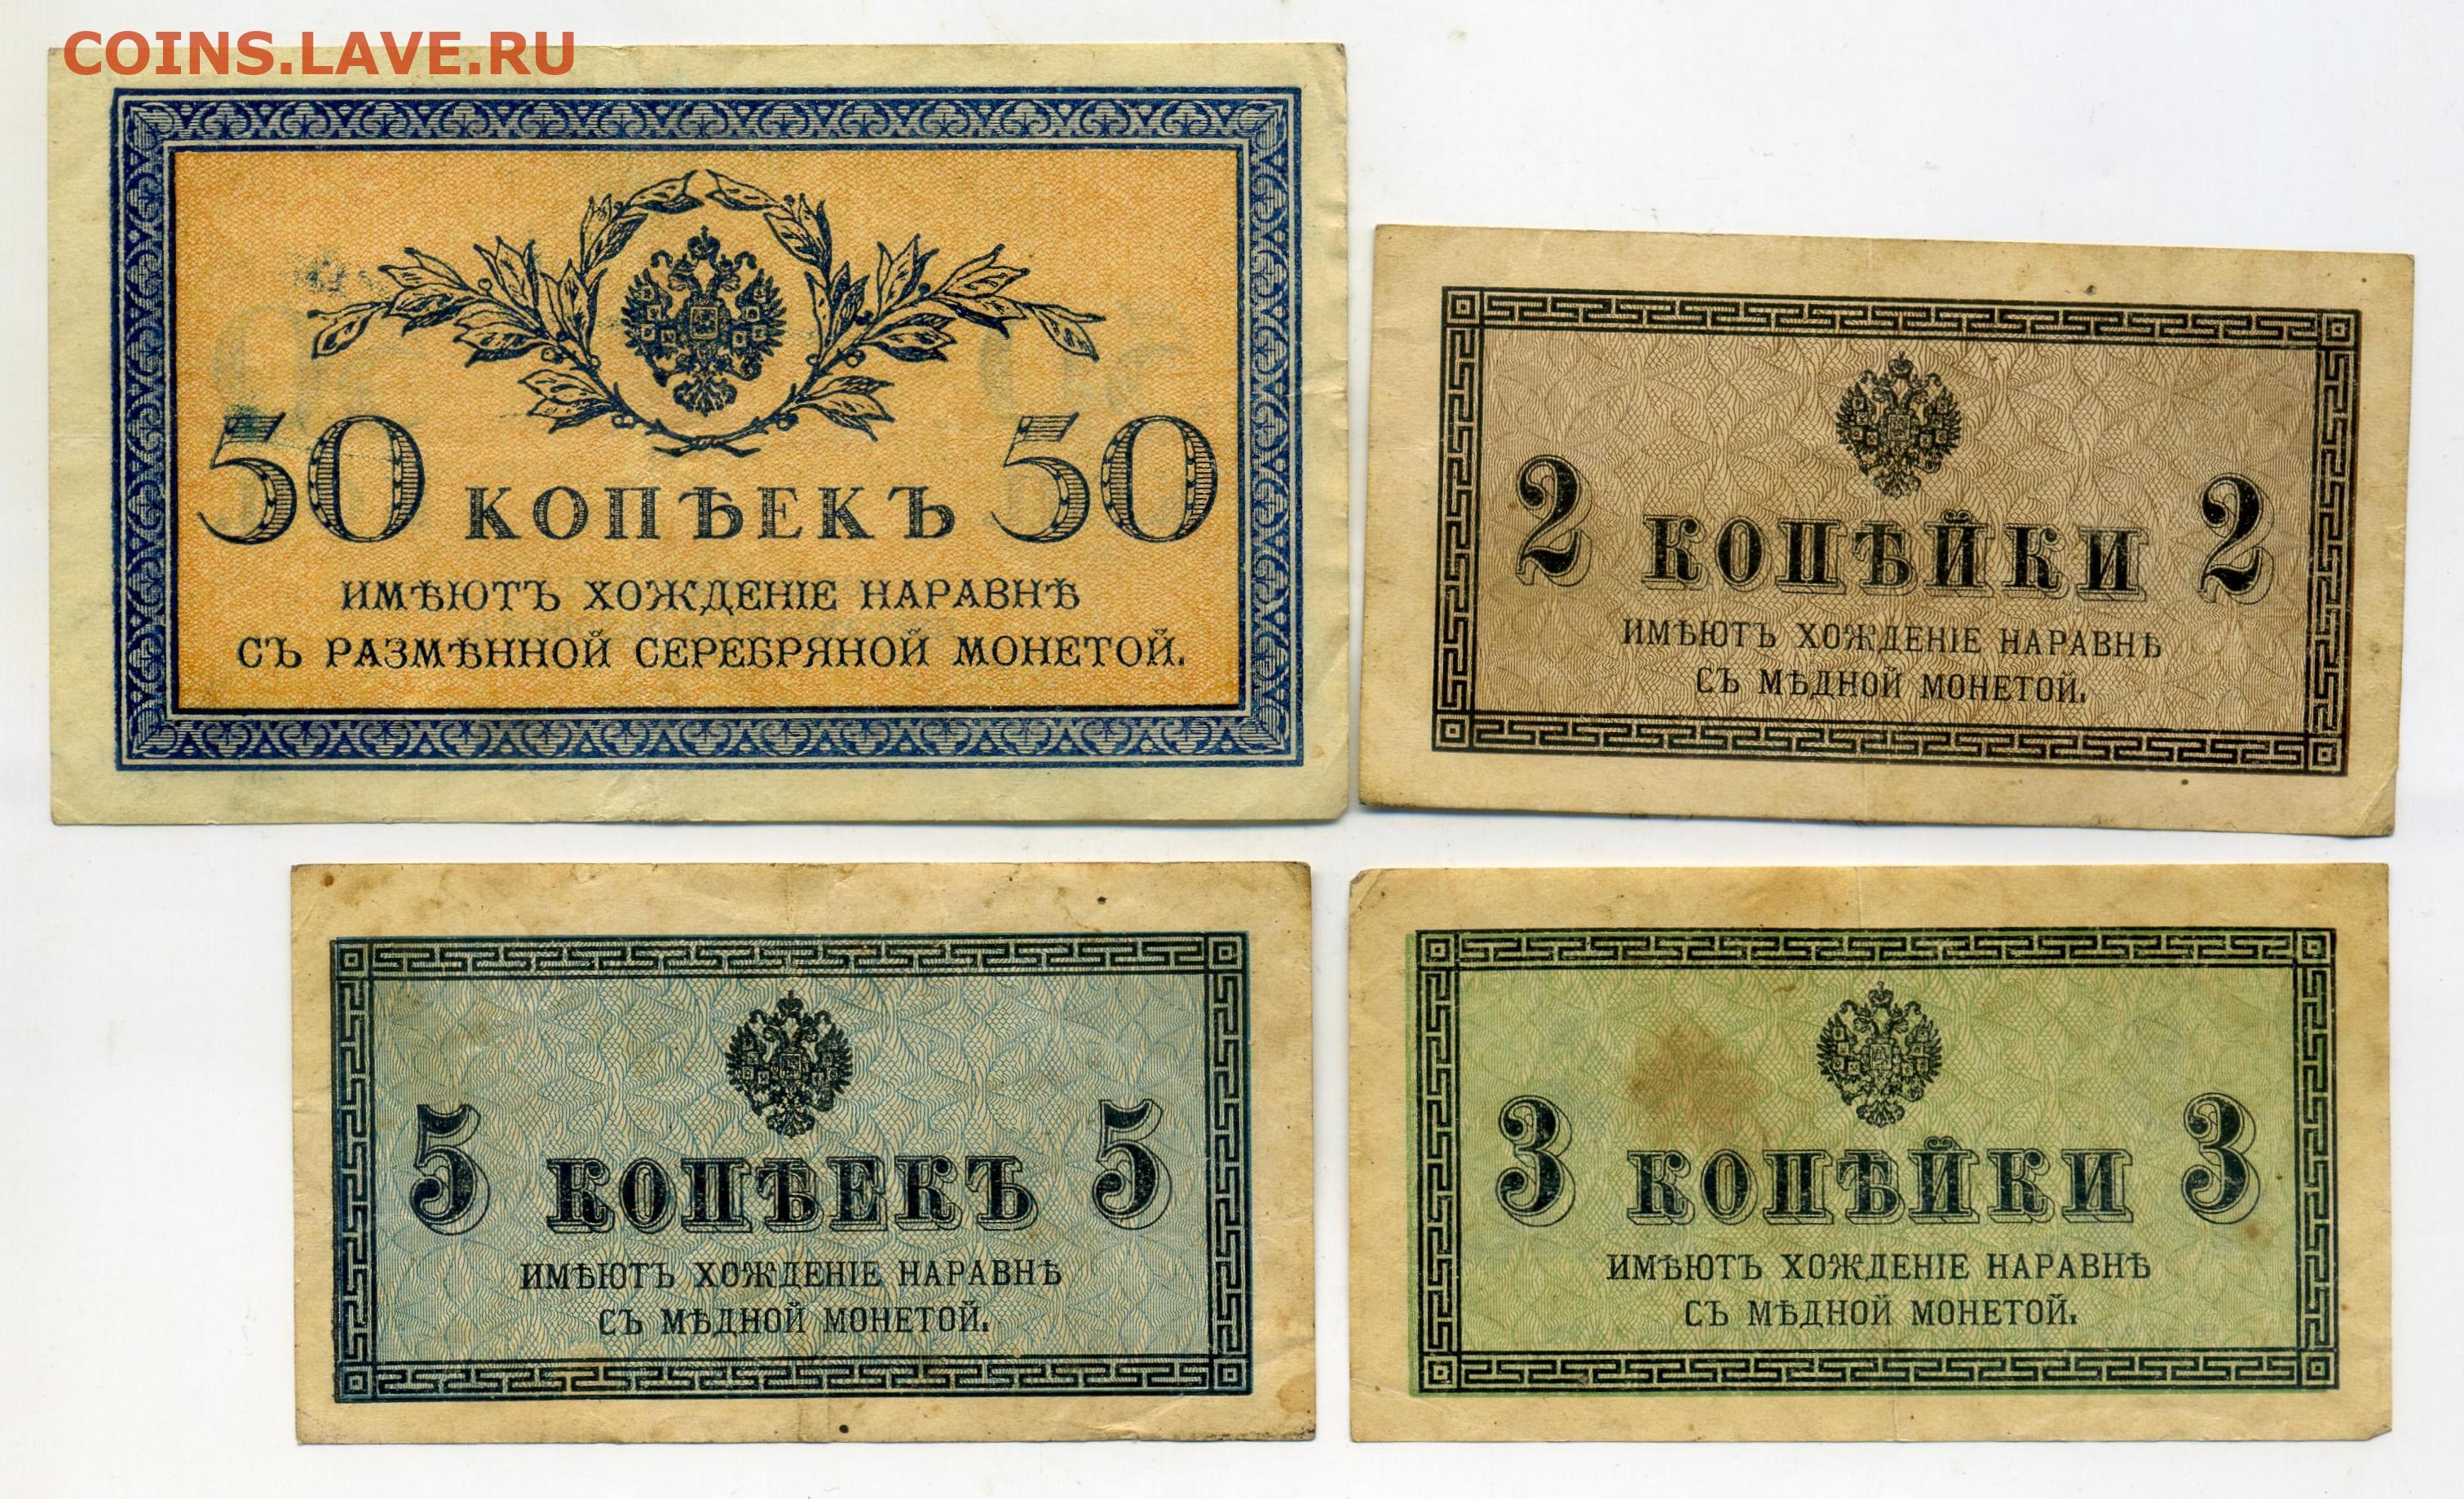 COINS.LAVE.RU
50 КОПѢЕКЪ 50
ИМѢЮТЪ ХОЖДЕНІЕ НАРАВНѢ
СЪ РАЗМѢННОЙ СЕРЕБРЯНОЙ МОНЕТОЙ.
2 КОПѢЙКИ 2
ИМѢЮТЪ ХОЖДЕНІЕ НАРАВНѢ
СЪ МѢДНОЙ МОНЕТОЙ.
5 КОПѢЕКЪ 5
ИМѢЮТЪ ХОЖДЕНІЕ НАРАВНѢ
СЪ МѢДНОЙ МОНЕТОЙ.
3 КОПѢЙКИ 3
ИМѢЮТЪ ХОЖДЕНІЕ НАРАВНѢ
СЪ МѢДНОЙ МОНЕТОЙ.